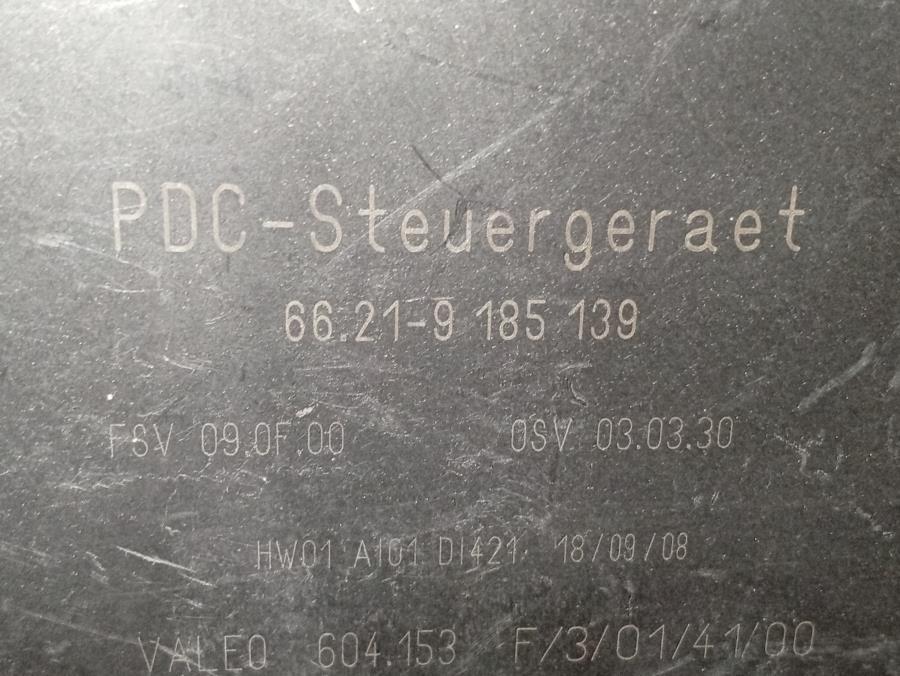 PDC-Steuergeraet
66.21-9 185 139
FSV 09.0F.00 OSV 03.03.30
HW01 A101 DI421 18/09/08
VALEO 604.153 F/3/01/41/00